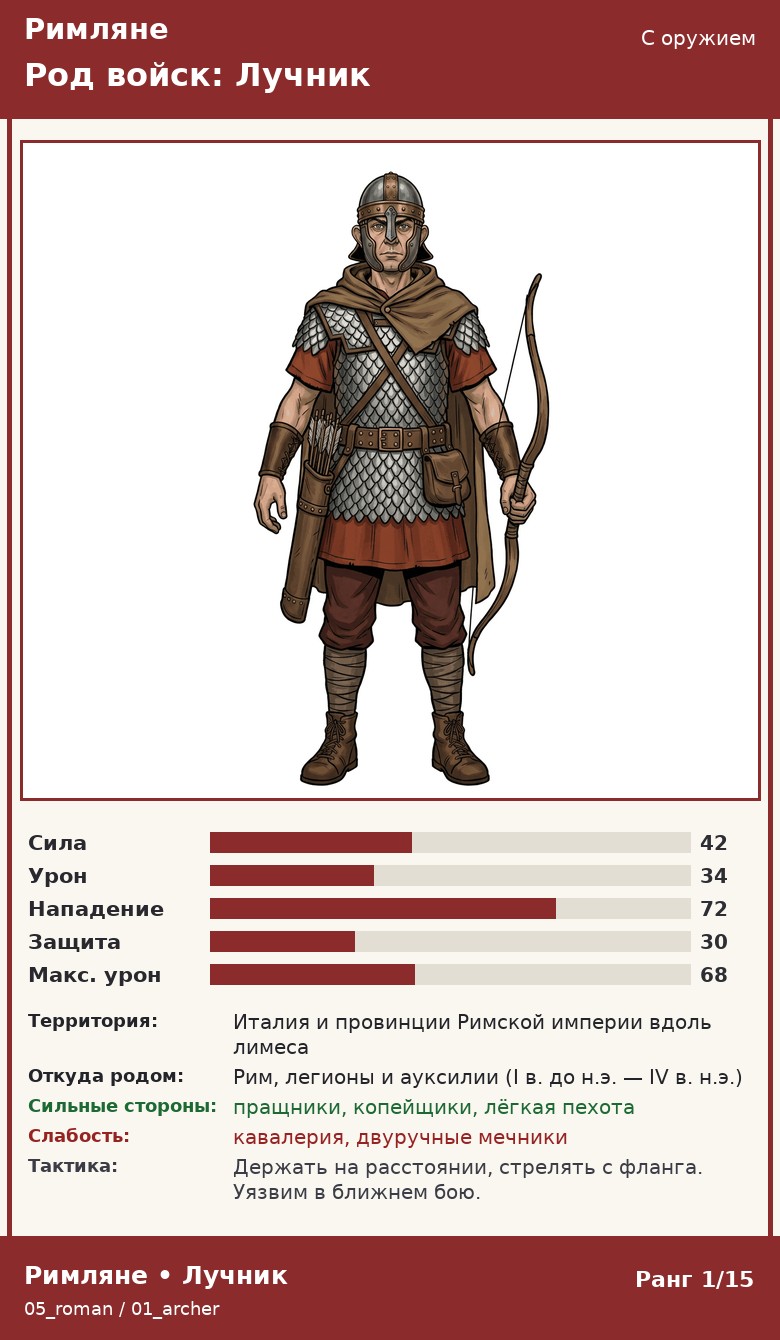 Римляне
С оружием
Род войск: Лучник
Сила 42
Урон 34
Нападение 72
Защита 30
Макс. урон 68
Территория: Италия и провинции Римской империи вдоль
лимеса
Откуда родом: Рим, легионы и ауксилии (I в. до н.э. — IV в. н.э.)
Сильные стороны: пращники, копейщики, лёгкая пехота
Слабость: кавалерия, двуручные мечники
Тактика: Держать на расстоянии, стрелять с фланга.
Уязвим в ближнем бою.
Римляне • Лучник
Ранг 1/15
05_roman / 01_archer